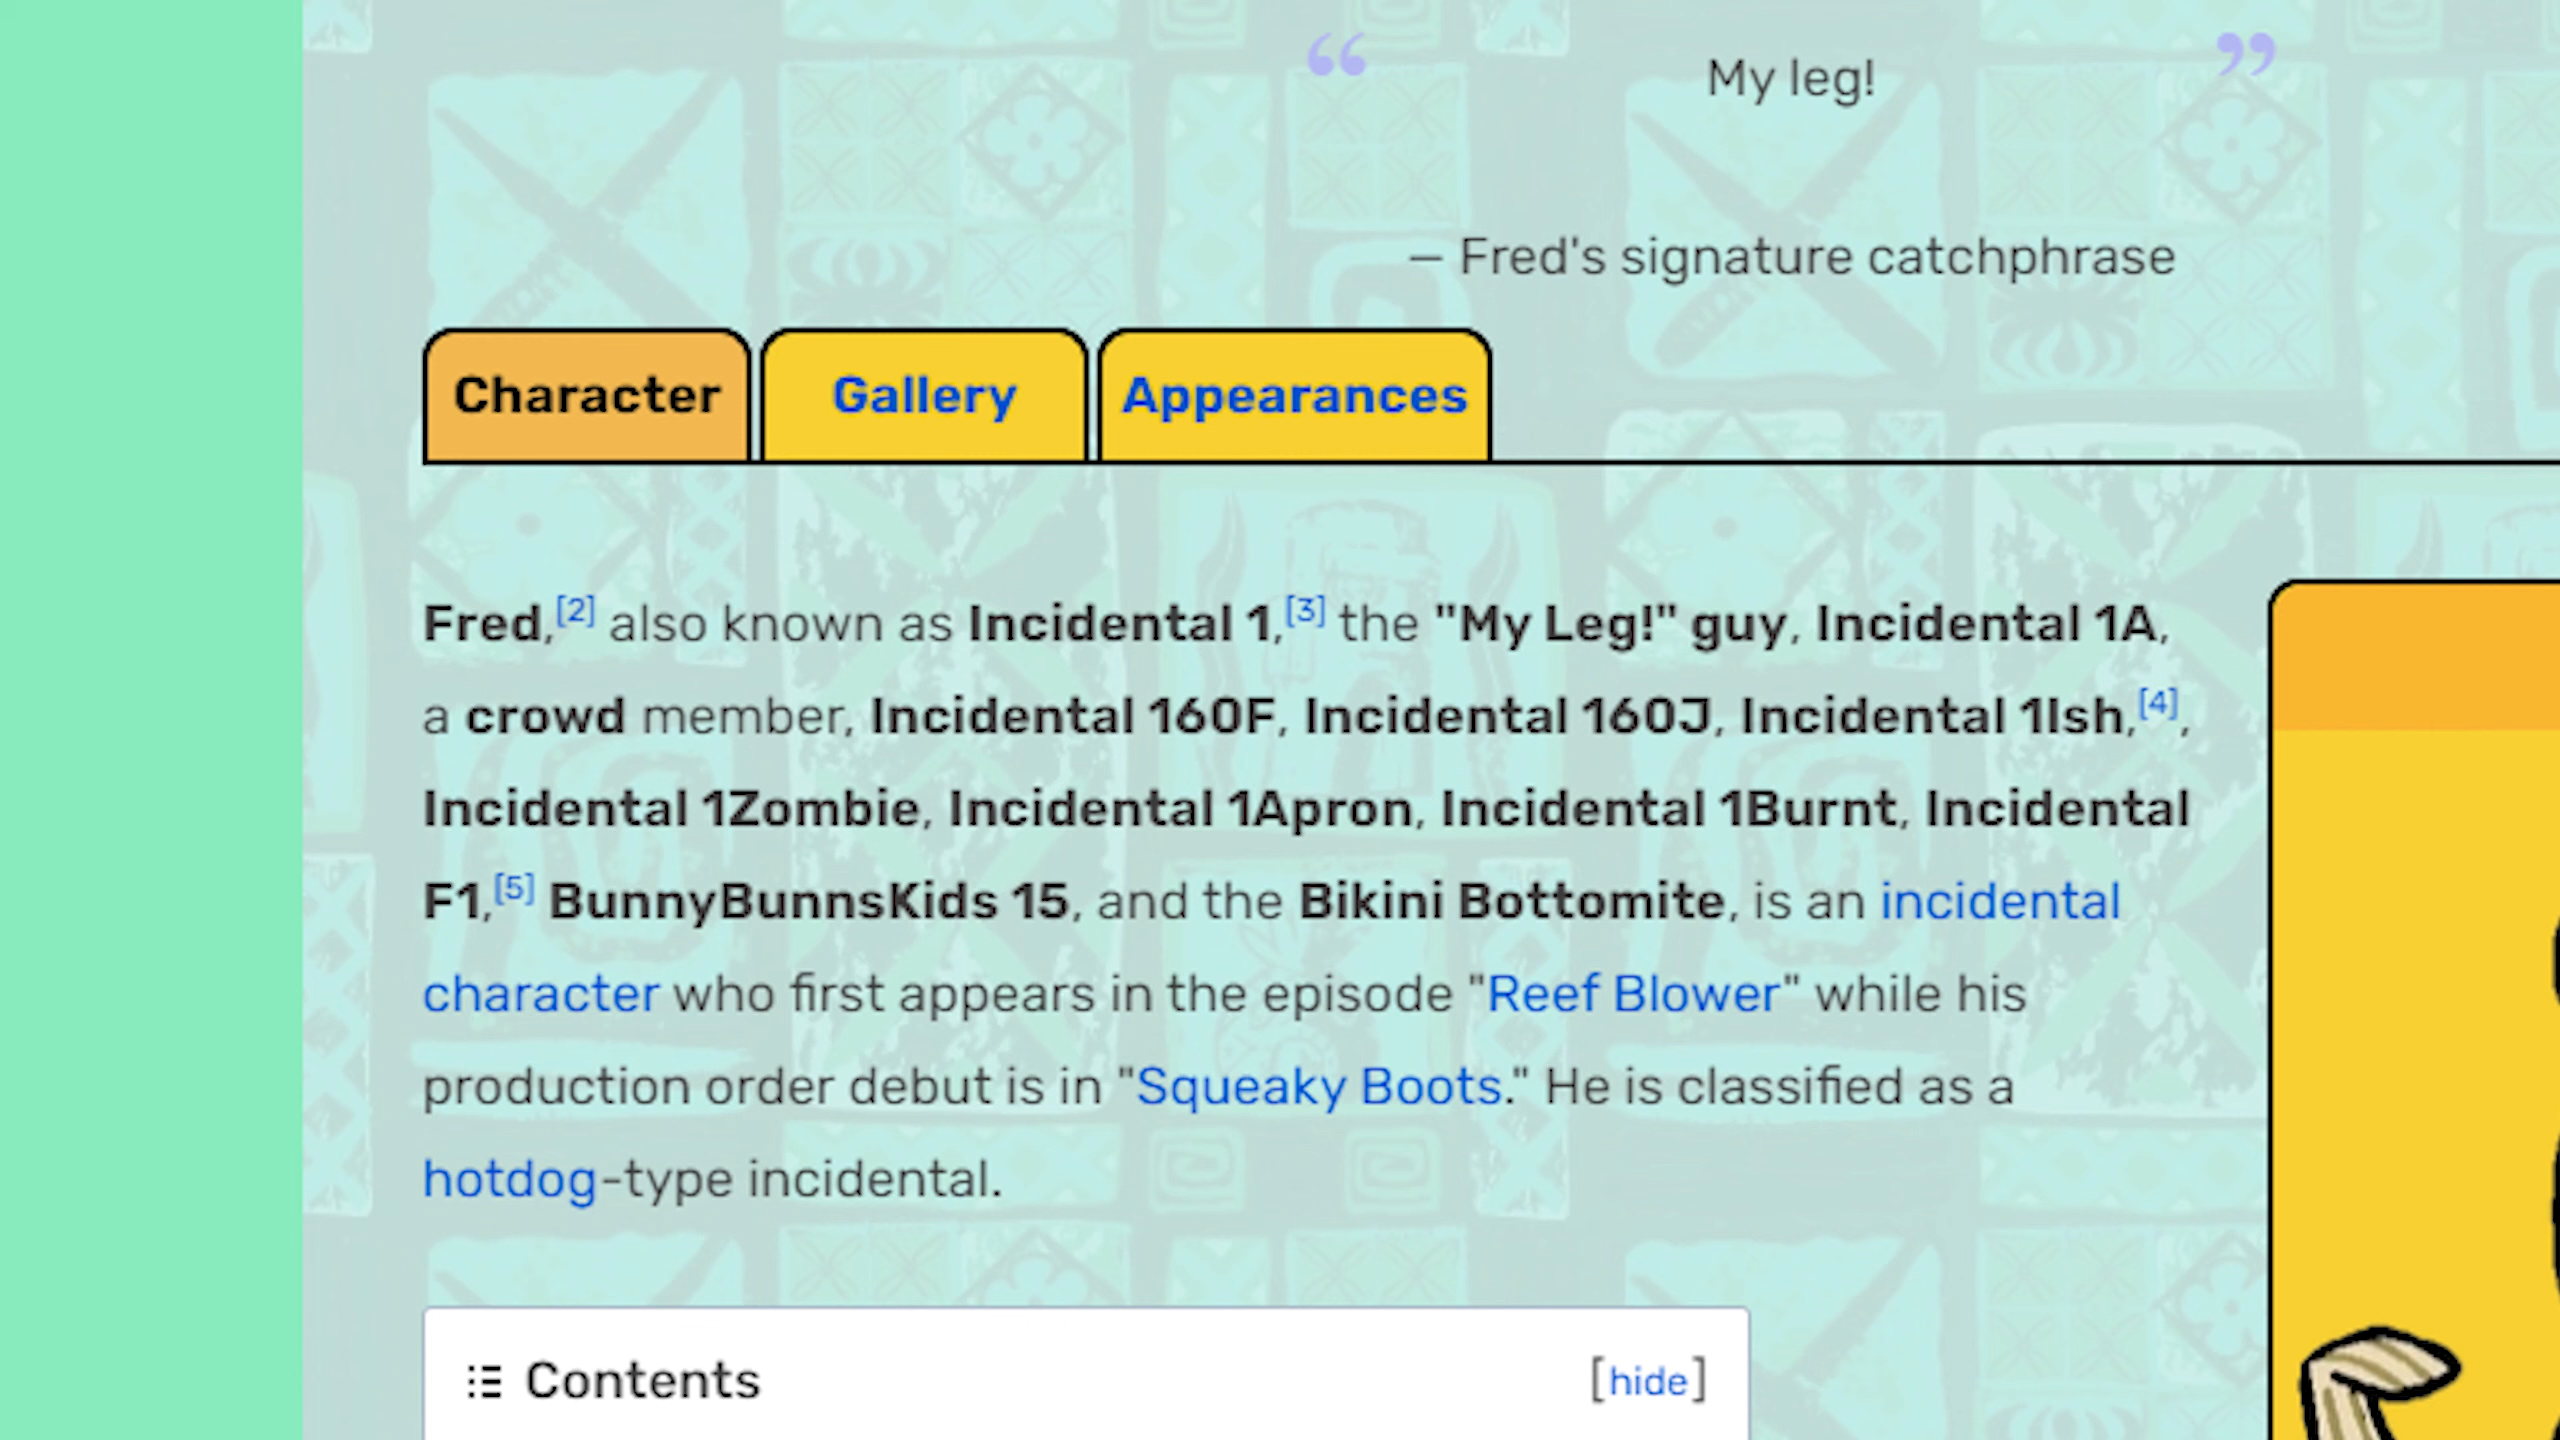 “ My leg! ”
– Fred's signature catchphrase
Character Gallery Appearances
Fred,[2] also known as Incidental 1,[3] the "My Leg!" guy, Incidental 1A,
a crowd member, Incidental 160F, Incidental 160J, Incidental 1Ish,[4],
Incidental 1Zombie, Incidental 1Apron, Incidental 1Burnt, Incidental
F1,[5] BunnyBunnsKids 15, and the Bikini Bottomite, is an incidental
character who first appears in the episode "Reef Blower" while his
production order debut is in "Squeaky Boots." He is classified as a
hotdog-type incidental.
Contents [hide]